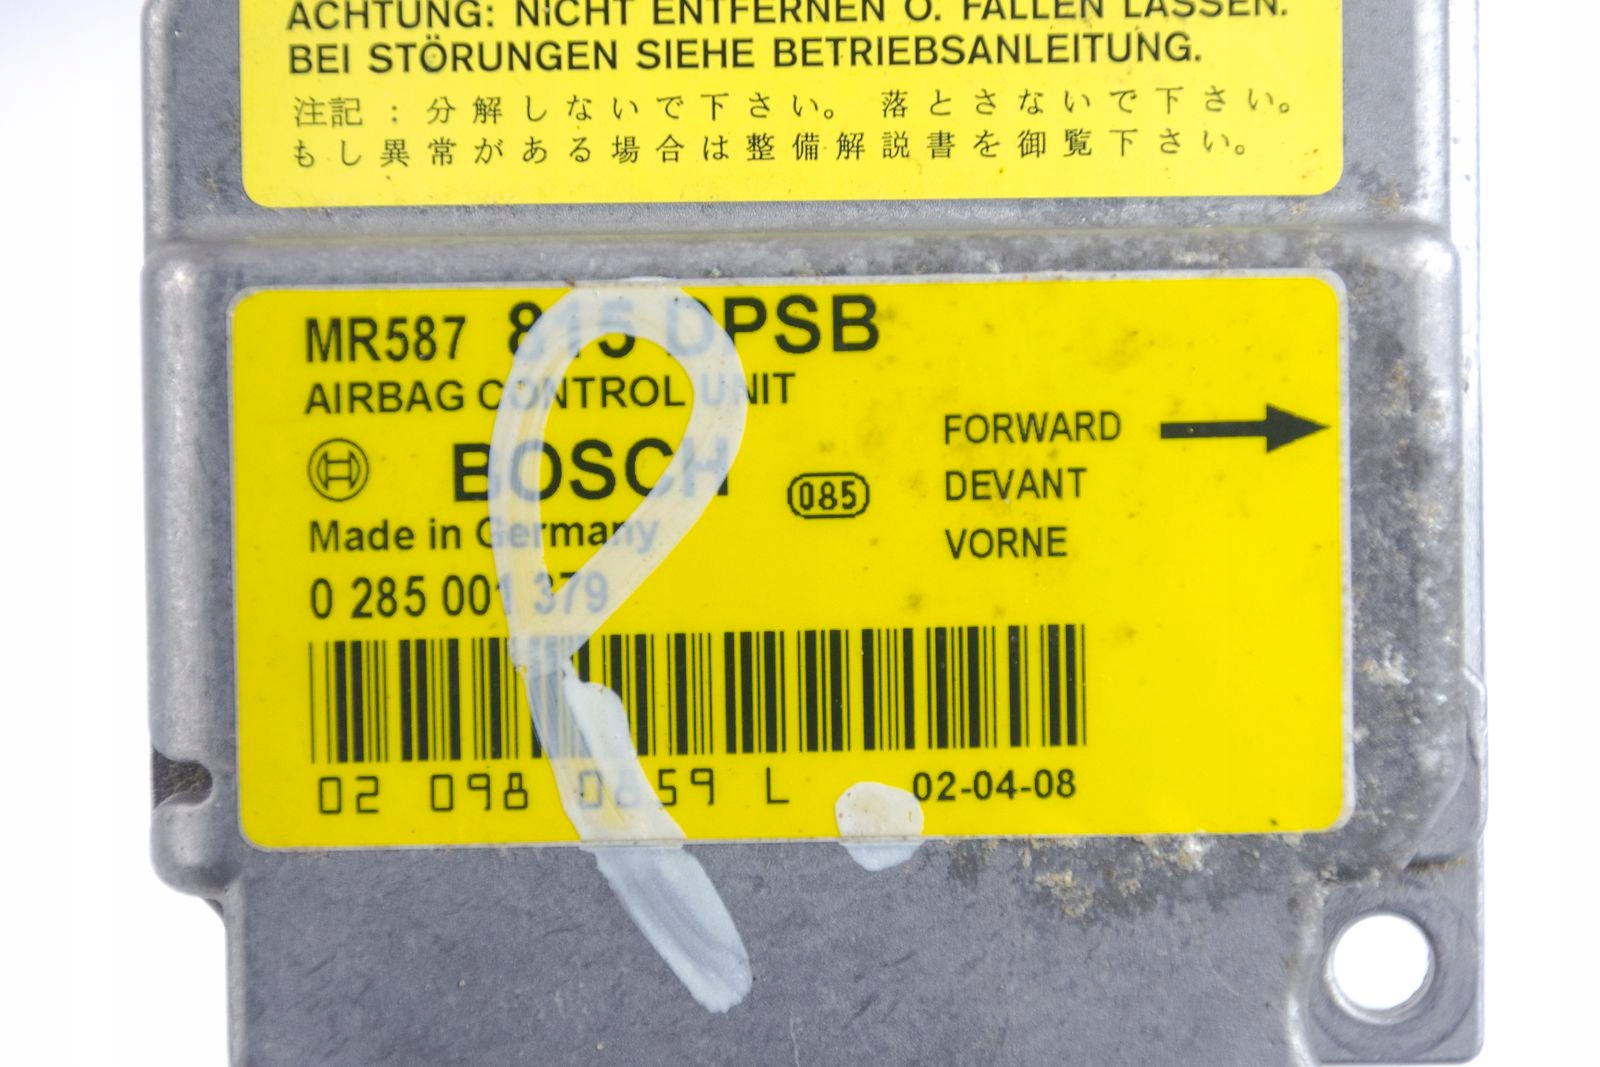 ACHTUNG: NICHT ENTFERNEN O. FALLEN LASSEN.
BEI STÖRUNGEN SIEHE BETRIEBSANLEITUNG.
注記：分解しないで下さい。 落とさないで下さい。
もし異常がある場合は整備解説書を御覧下さい。
MR587 815 DPSB
AIRBAG CONTROL UNIT
BOSCH
085
Made in Germany
0 285 001 379
FORWARD
DEVANT
VORNE
02 098 0659 L
02-04-08